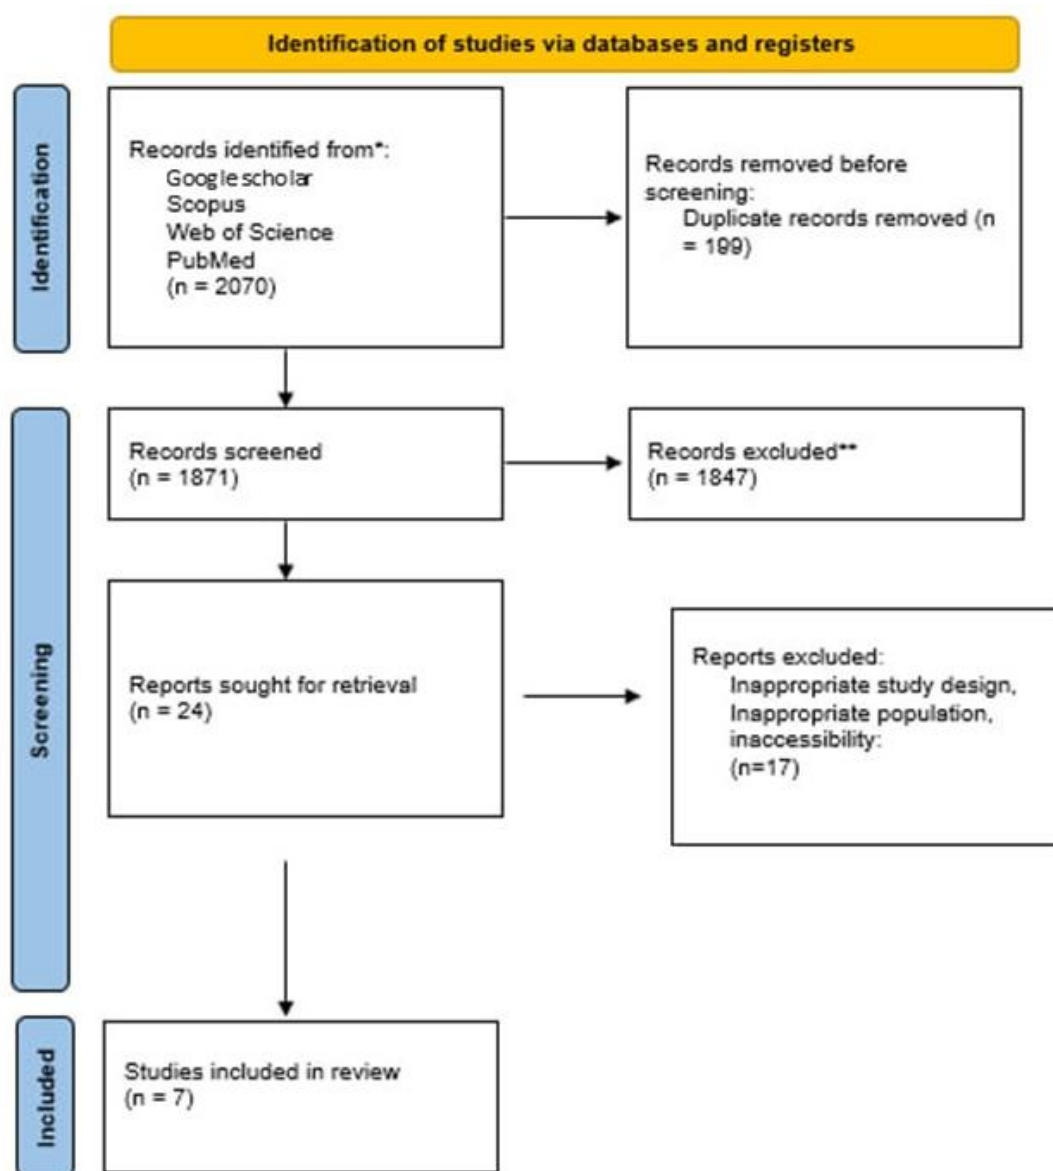 Identification of studies via databases and registers
Identification
Records identified from*:
Google scholar
Scopus
Web of Science
PubMed
(n = 2070)
Records removed before
screening:
Duplicate records removed (n
= 199)
Screening
Records screened
(n = 1871)
Records excluded**
(n = 1847)
Reports sought for retrieval
(n = 24)
Reports excluded:
Inappropriate study design,
Inappropriate population,
inaccessibility:
(n=17)
Included
Studies included in review
(n = 7)